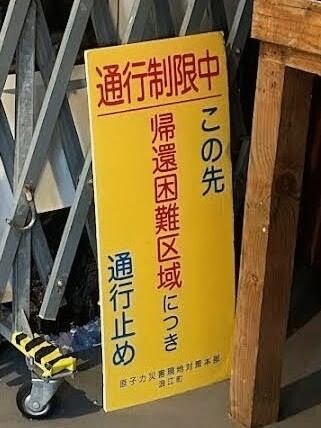 通行制限中
この先
帰還困難区域につき
通行止め
原子力災害現地対策本部
浪江町